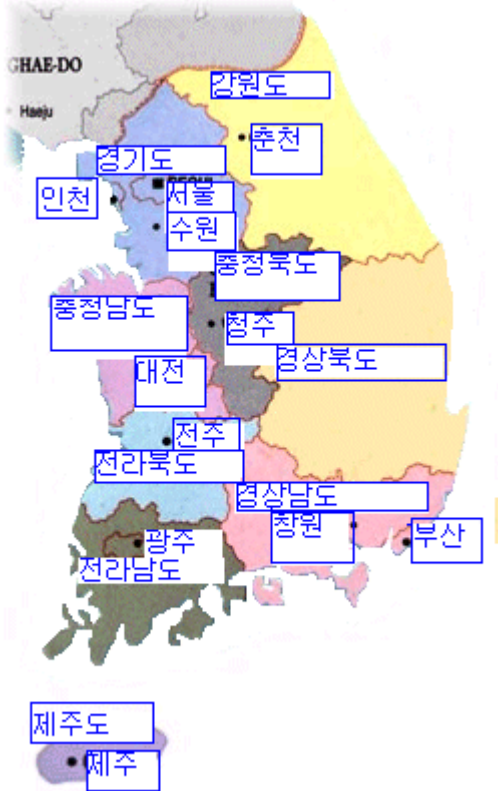 GHAE-DO
Haeju
강원도
춘천
경기도
서울
인천
수원
충정북도
충정남도
청주
경상북도
대전
전주
전라북도
경상남도
창원
부산
광주
전라남도
제주도
제주